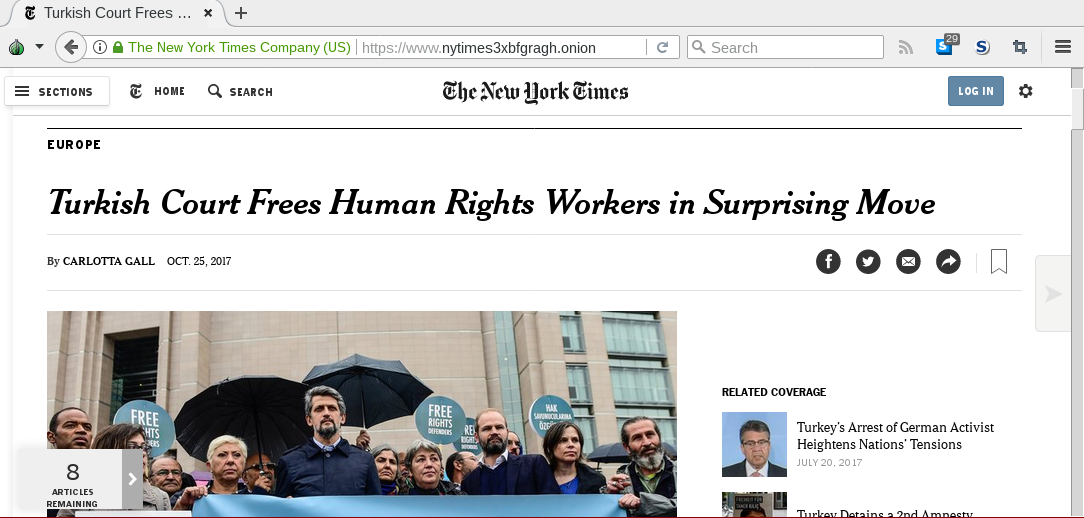 Turkish Court Frees ...
The New York Times Company (US)
https://www.nytimes3xbfgragh.onion
Search
29
S
S
SECTIONS
HOME
SEARCH
The New York Times
LOG IN
EUROPE
Turkish Court Frees Human Rights Workers in Surprising Move
By CARLOTTA GALL OCT. 25, 2017
FREE
RIGHTS
DEFENDERS
FREE
RIGHTS
DEFENDERS
HAK
SAVUNUCULARINA
8
ARTICLES
REMAINING
RELATED COVERAGE
Turkey's Arrest of German Activist
Heightens Nations' Tensions
JULY 20, 2017
Turkey Detains a 2nd Amnesty